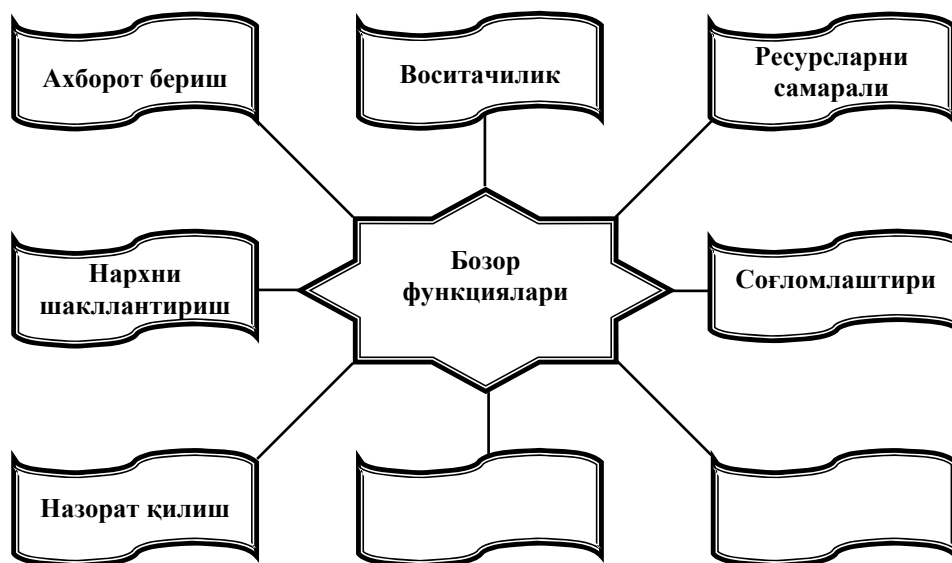 Ахборот бериш
Воситачилик
Ресурсларни
самарали
Нархни
шакллантириш
Бозор
функциялари
Соғломлаштири
Назорат қилиш